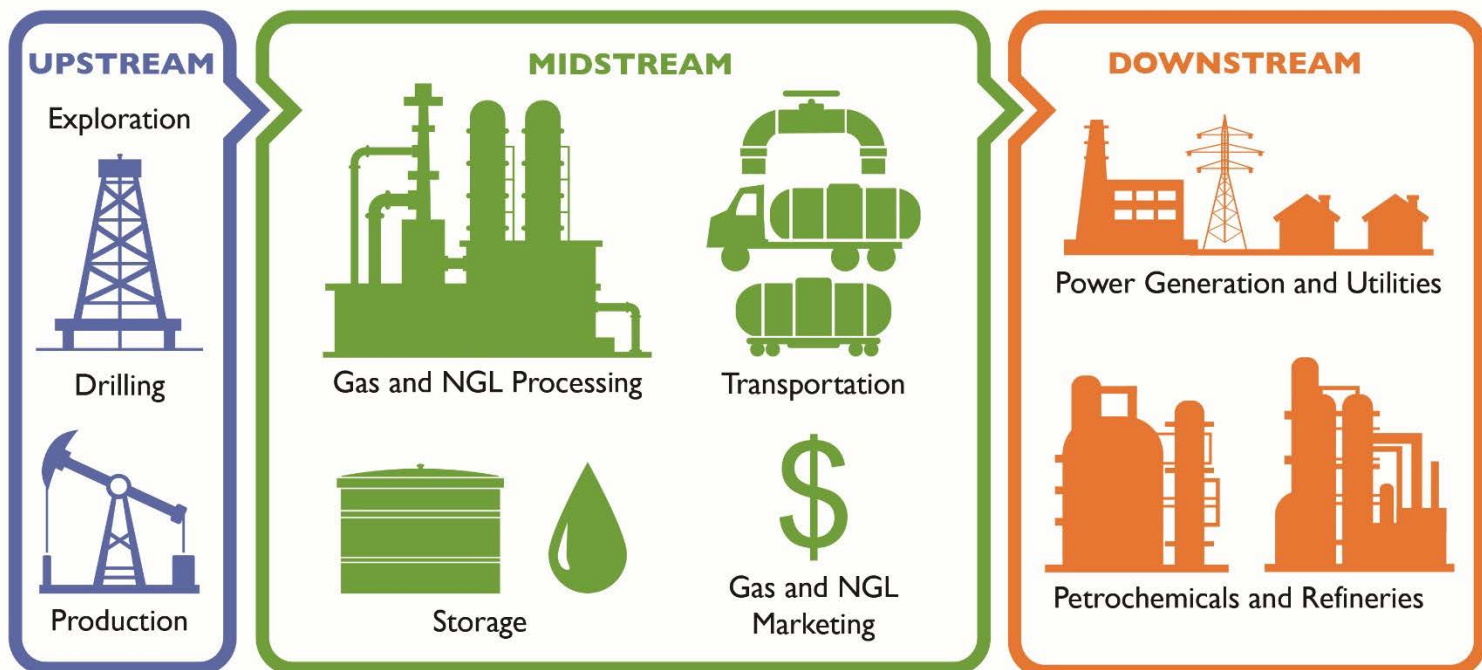 UPSTREAM
Exploration
Drilling
Production
MIDSTREAM
Gas and NGL Processing
Transportation
Storage
$
Gas and NGL
Marketing
DOWNSTREAM
Power Generation and Utilities
Petrochemicals and Refineries